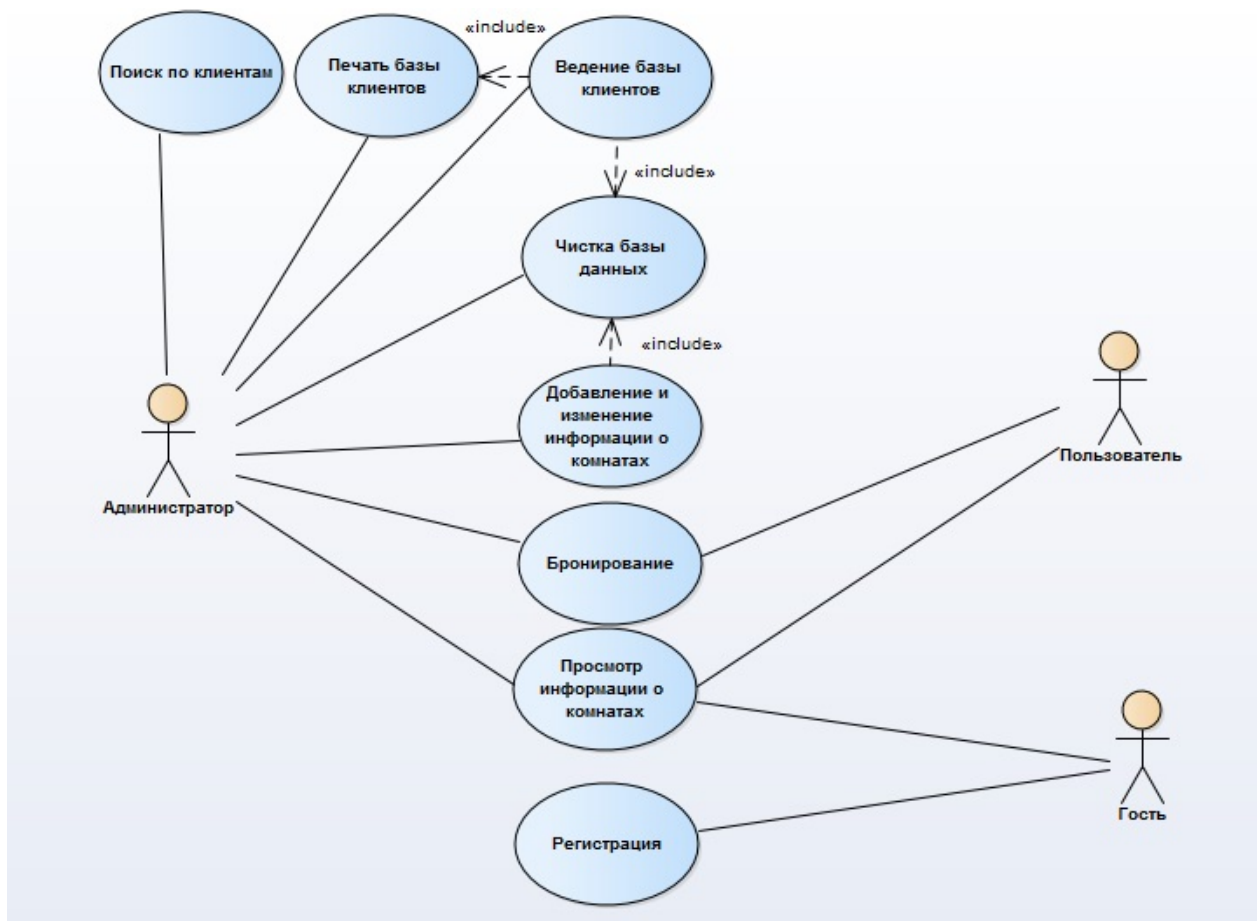 «include»
Поиск по клиентам
Печать базы
клиентов
Ведение базы
клиентов
«include»
Чистка базы
данных
«include»
Добавление и
изменение
информации о
комнатах
Пользователь
Администратор
Бронирование
Просмотр
информации о
комнатах
Гость
Регистрация